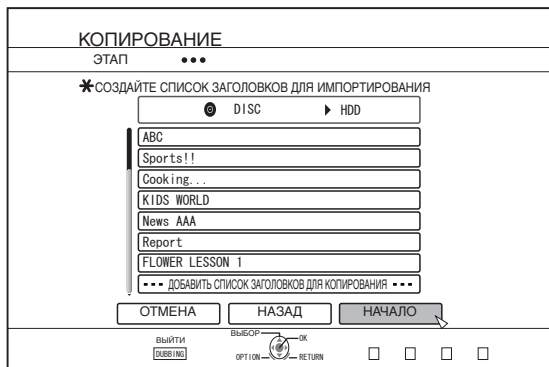 КОПИРОВАНИЕ
ЭТАП
СОЗДАЙТЕ СПИСОК ЗАГОЛОВКОВ ДЛЯ ИМПОРТИРОВАНИЯ
DISC HDD
ABC
Sports!!
Cooking...
KIDS WORLD
News AAA
Report
FLOWER LESSON 1
--- ДОБАВИТЬ СПИСОК ЗАГОЛОВКОВ ДЛЯ КОПИРОВАНИЯ ---
ОТМЕНА НАЗАД НАЧАЛО
ВЫЙТИ ВЫБОР OK
DUBBING OPTION RETURN